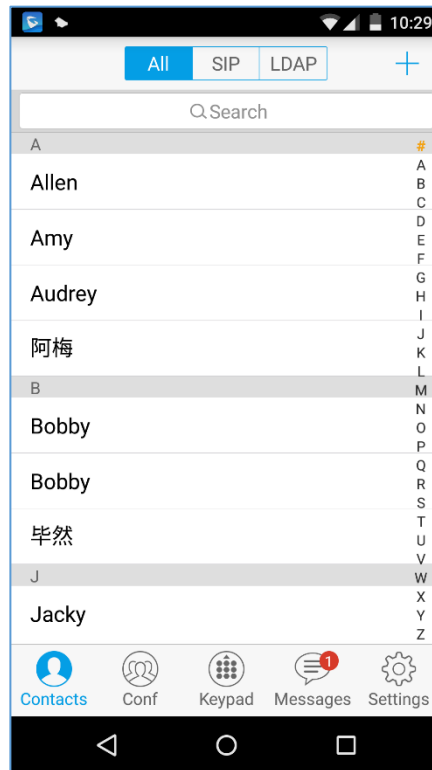 10:29
All SIP LDAP
Search
A
Allen
Amy
Audrey
阿梅
B
Bobby
Bobby
毕然
J
Jacky
#
A
B
C
D
E
F
G
H
I
J
K
L
M
N
O
P
Q
R
S
T
U
V
W
X
Y
Z
1
Contacts Conf Keypad Messages Settings